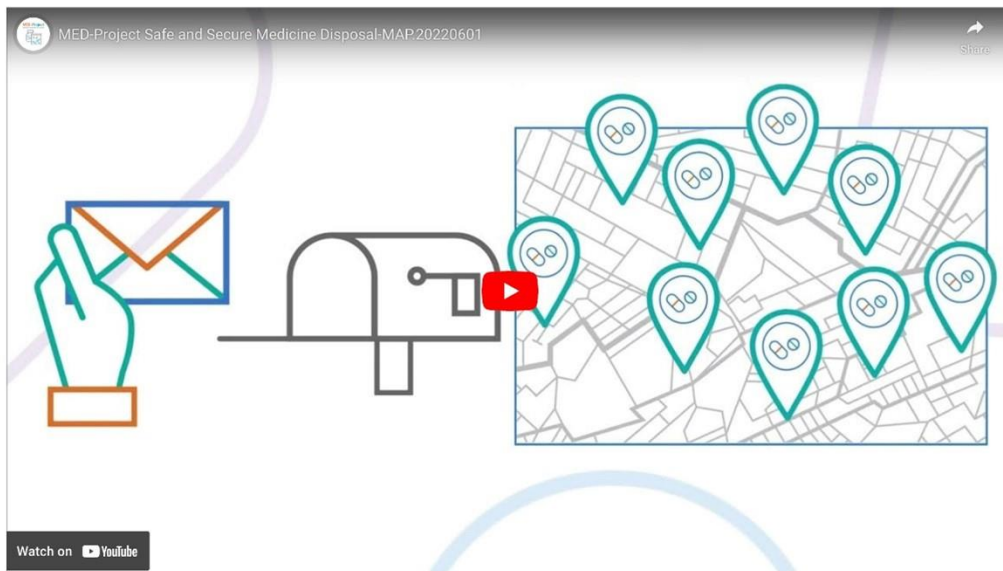 MED-Project Safe and Secure Medicine Disposal-MAP.20220601
Share
Watch on YouTube